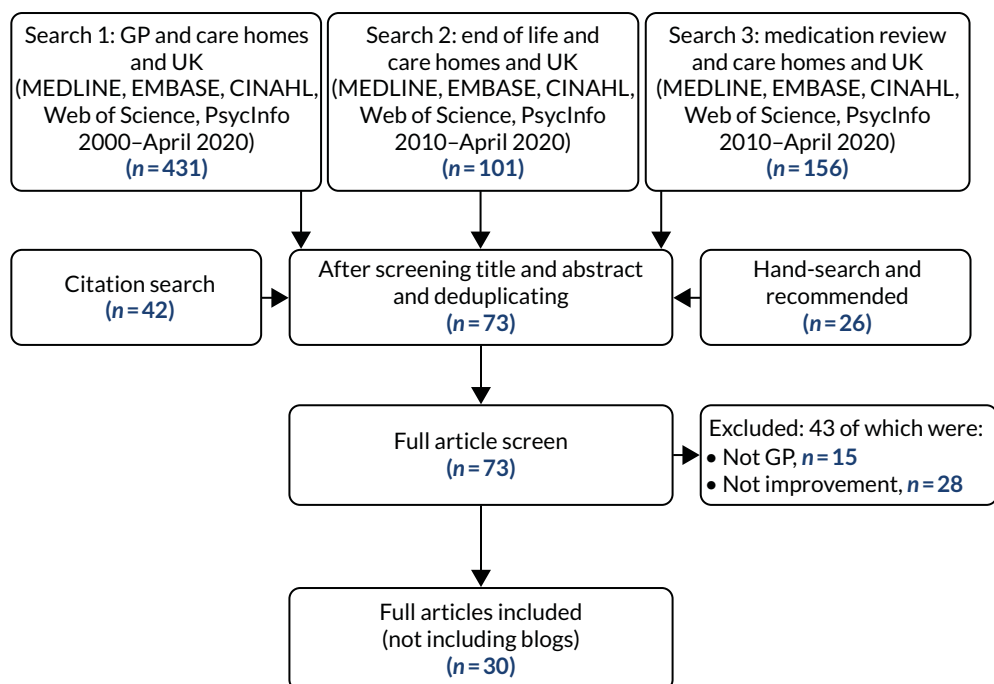 Search 1: GP and care homes
and UK
(MEDLINE, EMBASE, CINAHL,
Web of Science, PsycInfo
2000–April 2020)
(n=431)
Search 2: end of life and
care homes and UK
(MEDLINE, EMBASE, CINAHL,
Web of Science, PsycInfo
2010–April 2020)
(n=101)
Search 3: medication review
and care homes and UK
(MEDLINE, EMBASE, CINAHL,
Web of Science, PsycInfo
2010–April 2020)
(n=156)
Citation search
(n=42)
After screening title and abstract
and deduplicating
(n=73)
Hand-search and
recommended
(n=26)
Full article screen
(n=73)
Excluded: 43 of which were:
• Not GP, n=15
• Not improvement, n=28
Full articles included
(not including blogs)
(n=30)